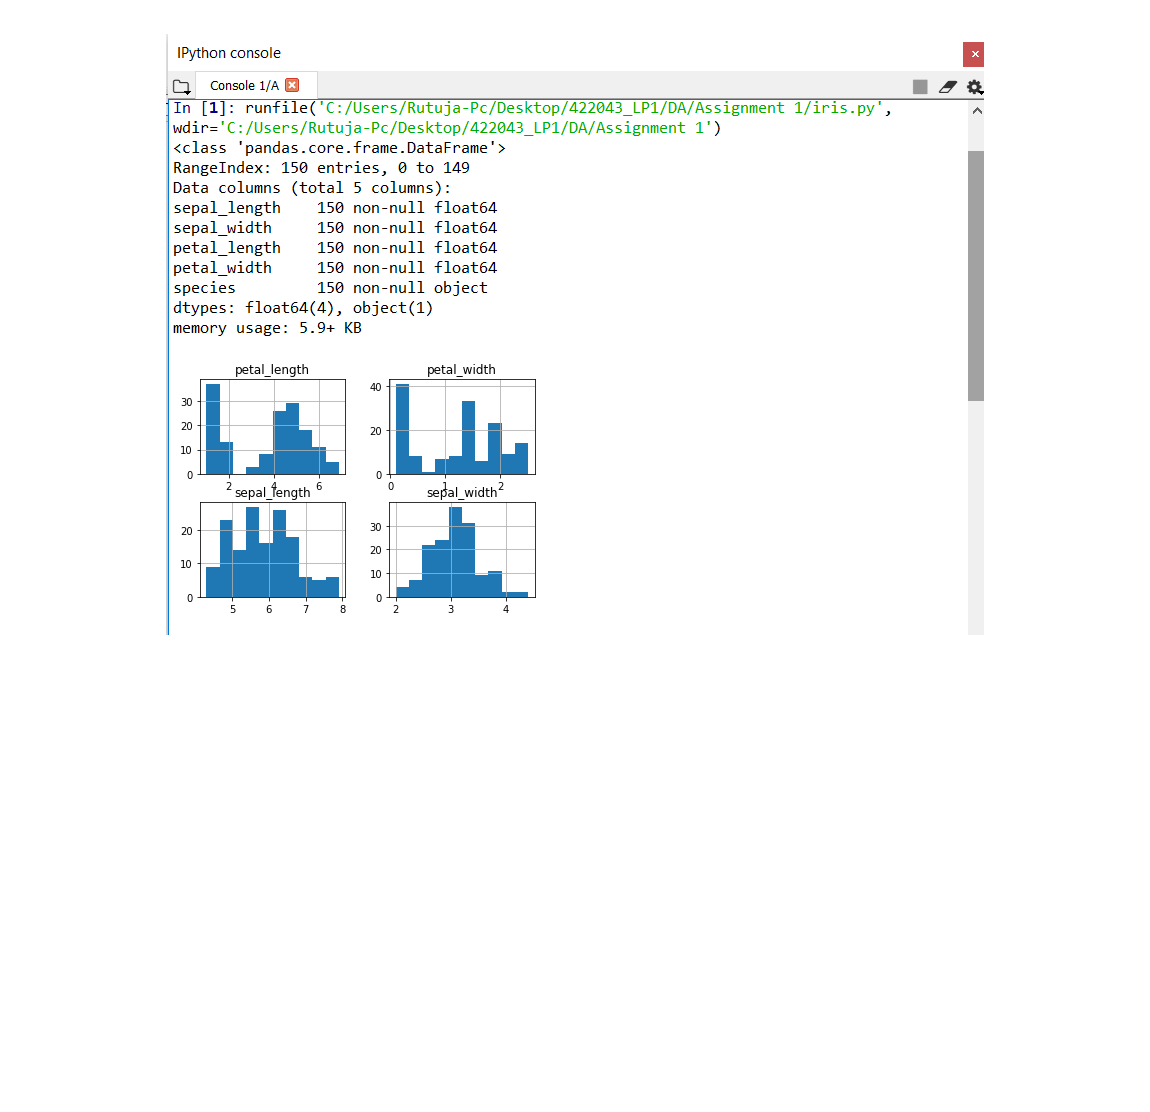 IPython console
Console 1/A
In [1]: runfile('C:/Users/Rutuja-Pc/Desktop/422043_LP1/DA/Assignment 1/iris.py',
wdir='C:/Users/Rutuja-Pc/Desktop/422043_LP1/DA/Assignment 1')
<class 'pandas.core.frame.DataFrame'>
RangeIndex: 150 entries, 0 to 149
Data columns (total 5 columns):
sepal_length    150 non-null float64
sepal_width     150 non-null float64
petal_length    150 non-null float64
petal_width     150 non-null float64
species         150 non-null object
dtypes: float64(4), object(1)
memory usage: 5.9+ KB
petal_length
30
20
10
0
2 4 6
petal_width
40
20
0
0 1 2
sepal_length
20
10
0
5 6 7 8
sepal_width
30
20
10
0
2 3 4